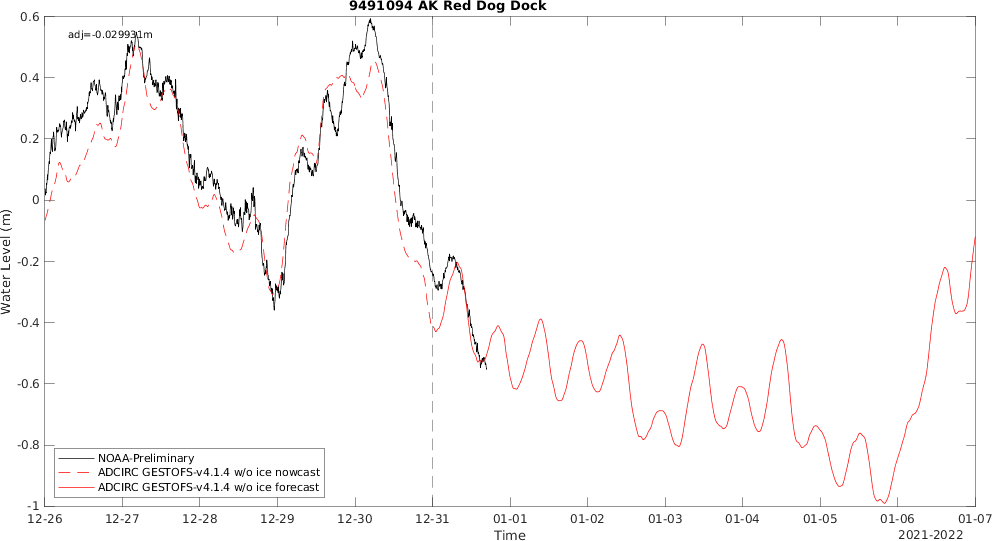 9491094 AK Red Dog Dock
adj=-0.029931m
0.6
0.4
0.2
0
-0.2
-0.4
-0.6
-0.8
-1
Water Level (m)
NOAA-Preliminary
ADCIRC GESTOFS-v4.1.4 w/o ice nowcast
ADCIRC GESTOFS-v4.1.4 w/o ice forecast
12-26 12-27 12-28 12-29 12-30 12-31 01-01 01-02 01-03 01-04 01-05 01-06 01-07
Time
2021-2022